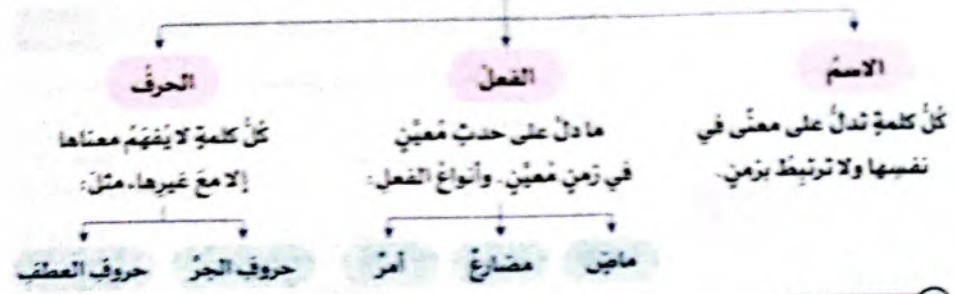 الاسمُ
كُلُّ كلمةٍ تدلُّ على معنًى في
نفسِها ولا ترتبِطُ بزمنٍ.
الفعلُ
ما دلَّ على حدثٍ مُعيَّنٍ
في زمنٍ مُعيَّنٍ. وأنواعُ الفعلِ:
ماضٍ
مضارعٌ
أمرٌ
الحرفُ
كُلُّ كلمةٍ لا يُفهَمُ معناها
إلا معَ غيرِها، مثلَ:
حروفِ الجرِّ
حروفِ العطفِ